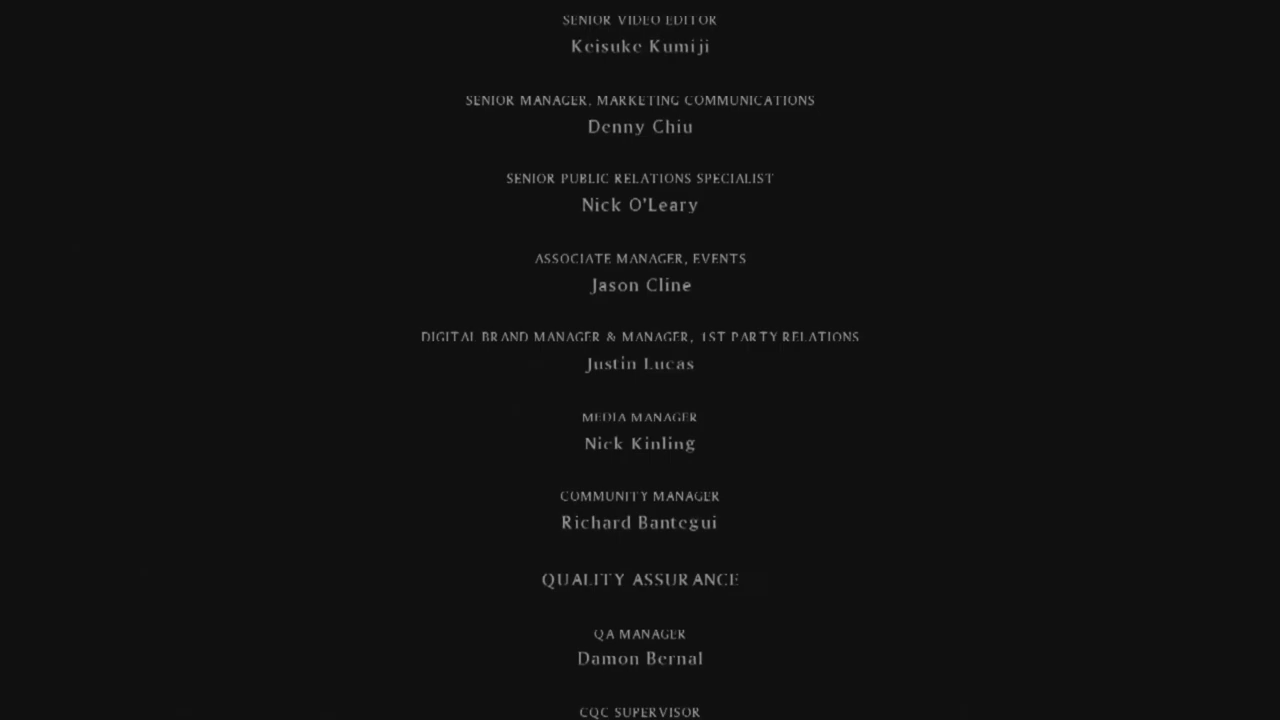 SENIOR VIDEO EDITOR
Keisuke Kumiji
SENIOR MANAGER, MARKETING COMMUNICATIONS
Denny Chiu
SENIOR PUBLIC RELATIONS SPECIALIST
Nick O'Leary
ASSOCIATE MANAGER, EVENTS
Jason Cline
DIGITAL BRAND MANAGER & MANAGER, 1ST PARTY RELATIONS
Justin Lucas
MEDIA MANAGER
Nick Kinling
COMMUNITY MANAGER
Richard Bantegui
QUALITY ASSURANCE
QA MANAGER
Damon Bernal
CQC SUPERVISOR